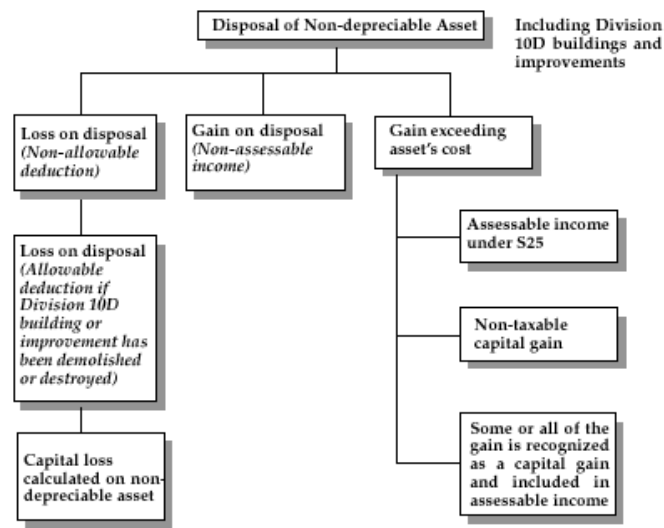 Disposal of Non-depreciable Asset
Including Division
10D buildings and
improvements
Loss on disposal
(Non-allowable
deduction)
Gain on disposal
(Non-assessable
income)
Gain exceeding
asset's cost
Loss on disposal
(Allowable
deduction if
Division 10D
building or
improvement has
been demolished
or destroyed)
Capital loss
calculated on non-
depreciable asset
Assessable income
under S25
Non-taxable
capital gain
Some or all of the
gain is recognized
as a capital gain
and included in
assessable income